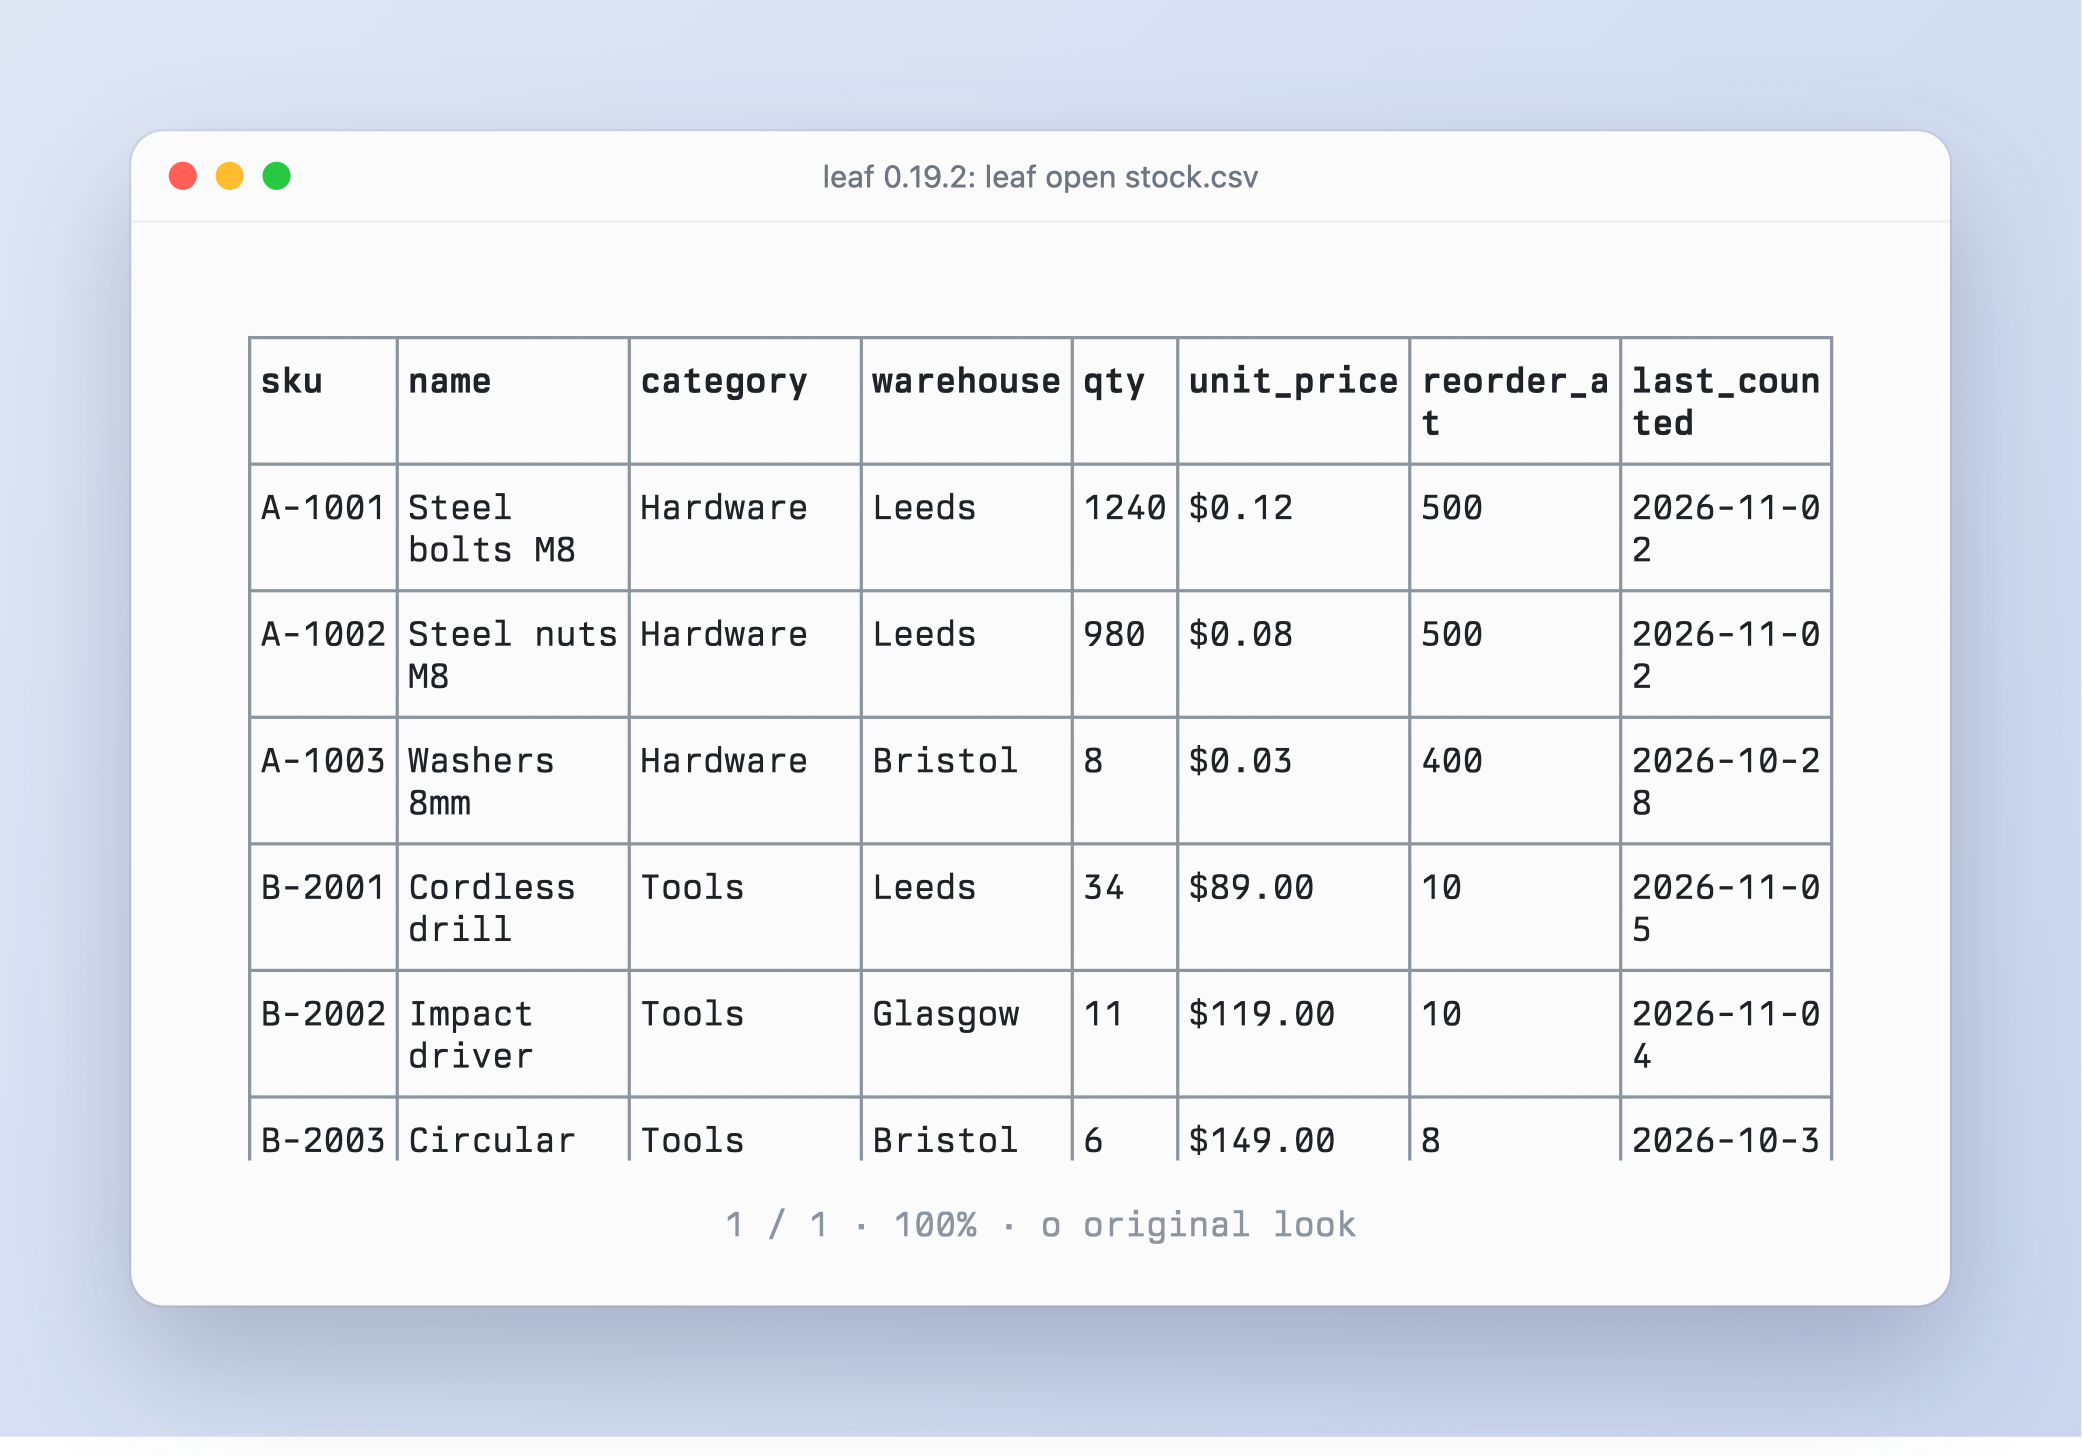 leaf 0.19.2: leaf open stock.csv
sku name category warehouse qty unit_price reorder_a last_coun
t ted
A-1001 Steel Hardware Leeds 1240 $0.12 500 2026-11-0
bolts M8 2
A-1002 Steel nuts Hardware Leeds 980 $0.08 500 2026-11-0
M8 2
A-1003 Washers Hardware Bristol 8 $0.03 400 2026-10-2
8mm 8
B-2001 Cordless Tools Leeds 34 $89.00 10 2026-11-0
drill 5
B-2002 Impact Tools Glasgow 11 $119.00 10 2026-11-0
driver 4
B-2003 Circular Tools Bristol 6 $149.00 8 2026-10-3
1 / 1 · 100% · o original look